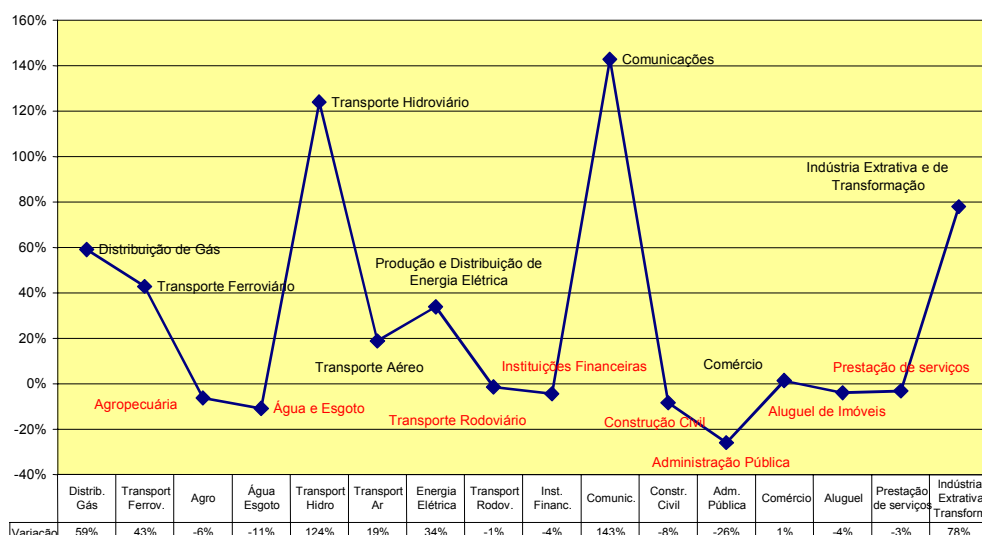 160%
140%
120%
100%
80%
60%
40%
20%
0%
-20%
-40%
Comunicações
Transporte Hidroviário
Indústria Extrativa e de
Transformação
Distribuição de Gás
Transporte Ferroviário
Produção e Distribuição de
Energia Elétrica
Transporte Aéreo
Instituições Financeiras
Comércio
Prestação de serviços
Agropecuária
Água e Esgoto
Transporte Rodoviário
Construção Civil
Aluguel de Imóveis
Administração Pública
Distrib. Gás
Transport Ferrov.
Agro
Água Esgoto
Transport Hidro
Transport Ar
Energia Elétrica
Transport Rodov.
Inst. Financ.
Comunic.
Constr. Civil
Adm. Pública
Comércio
Aluguel
Prestação de serviços
Indústria Extrativa Transform
Variação 59% 43% -6% -11% 124% 19% 34% -1% -4% 143% -8% -26% 1% -4% -3% 78%